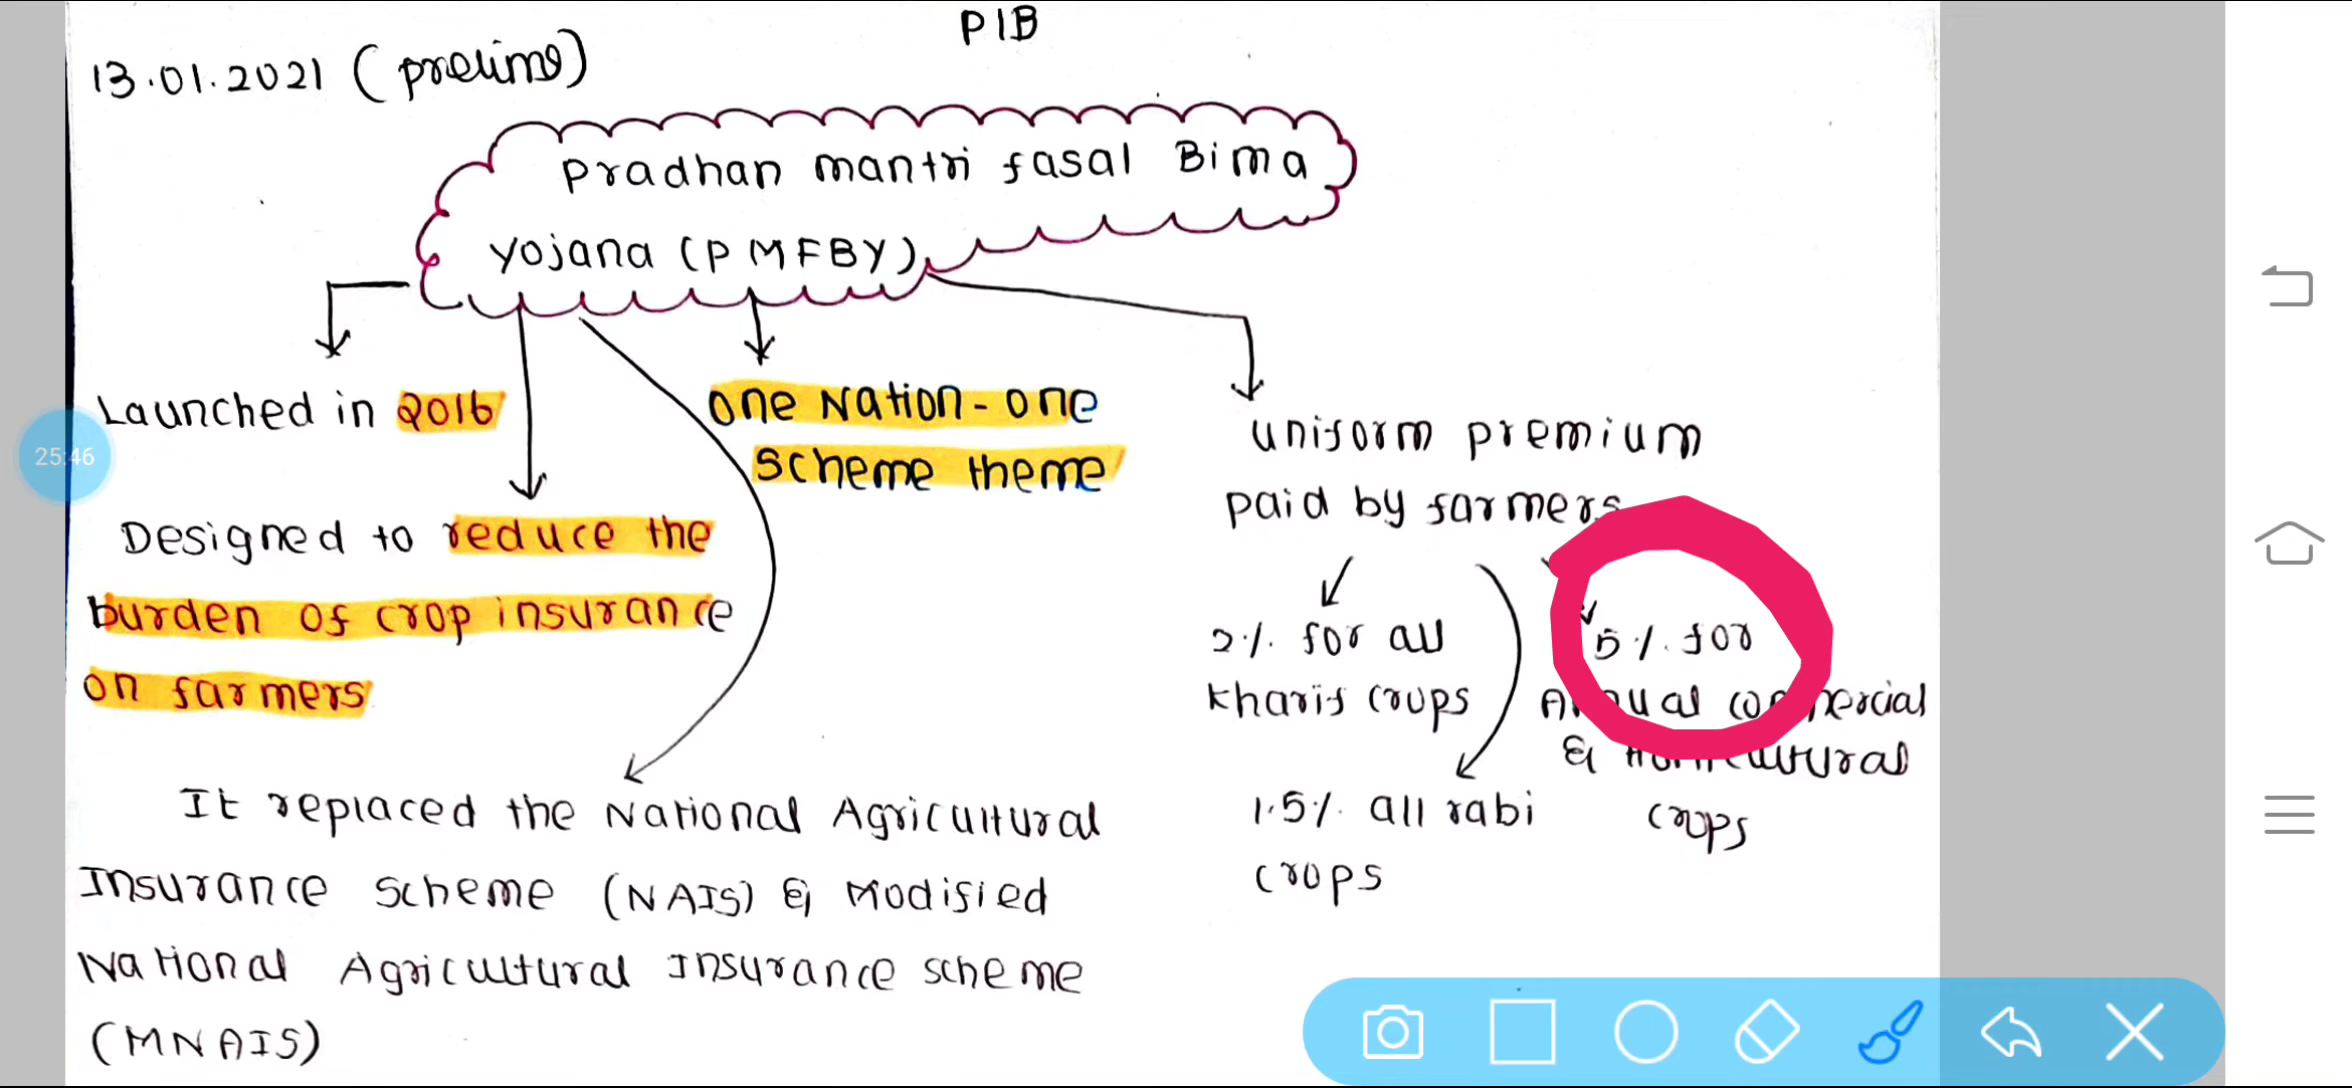 PIB
13.01.2021 (prelims)
Pradhan mantri fasal Bima
Yojana (PMFBY)
Launched in 2016
one Nation - one
scheme theme
Designed to reduce the
burden of crop insurance
on farmers
uniform premium
paid by farmers
2% for all
kharif crops
5% for
Annual commercial
& Horticultural
crops
1.5% all rabi
crops
It replaced the National Agricultural
Insurance scheme (NAIS) & Modified
National Agricultural Insurance scheme
(MNAIS)
25:46